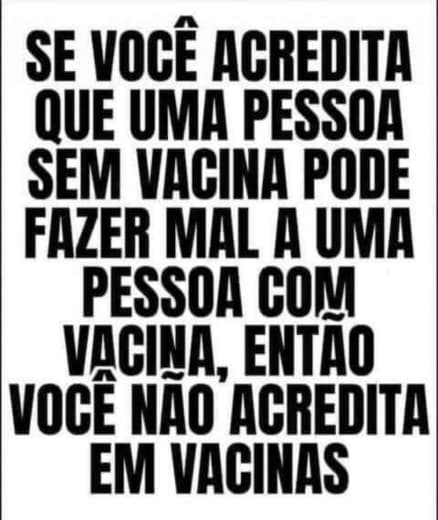 SE VOCÊ ACREDITA
QUE UMA PESSOA
SEM VACINA PODE
FAZER MAL A UMA
PESSOA COM
VACINA, ENTÃO
VOCÊ NÃO ACREDITA
EM VACINAS